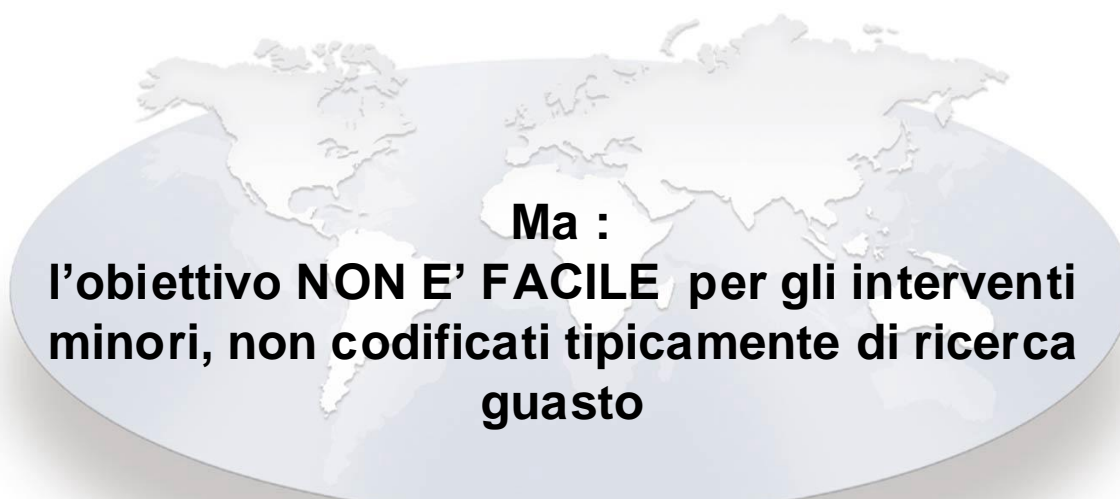 Ma :
l’obiettivo NON E’ FACILE  per gli interventi
minori, non codificati tipicamente di ricerca
guasto